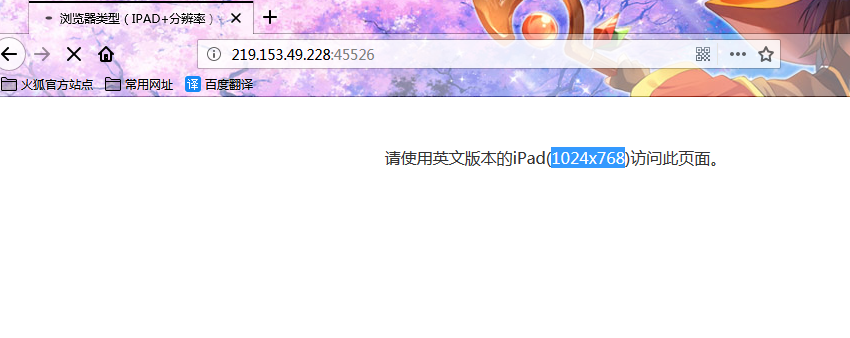 浏览器类型（IPAD+分辨率）
219.153.49.228:45526
火狐官方站点 常用网址 译 百度翻译
请使用英文版本的iPad(1024x768)访问此页面。